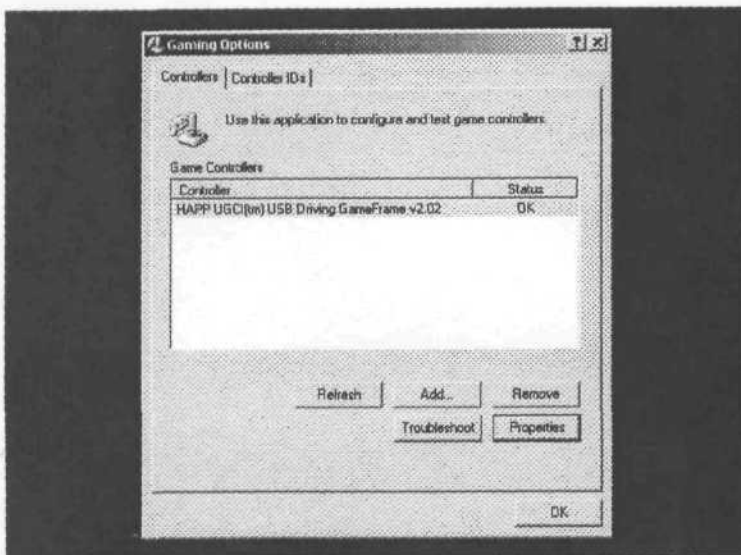 Gaming Options
Controllers Controller IDs
Use this application to configure and test game controllers.
Game Controllers
Controller Status
HAPP UGCI(tm) USB Driving GameFrame v2.02 OK
Refresh Add... Remove
Troubleshoot Properties
OK